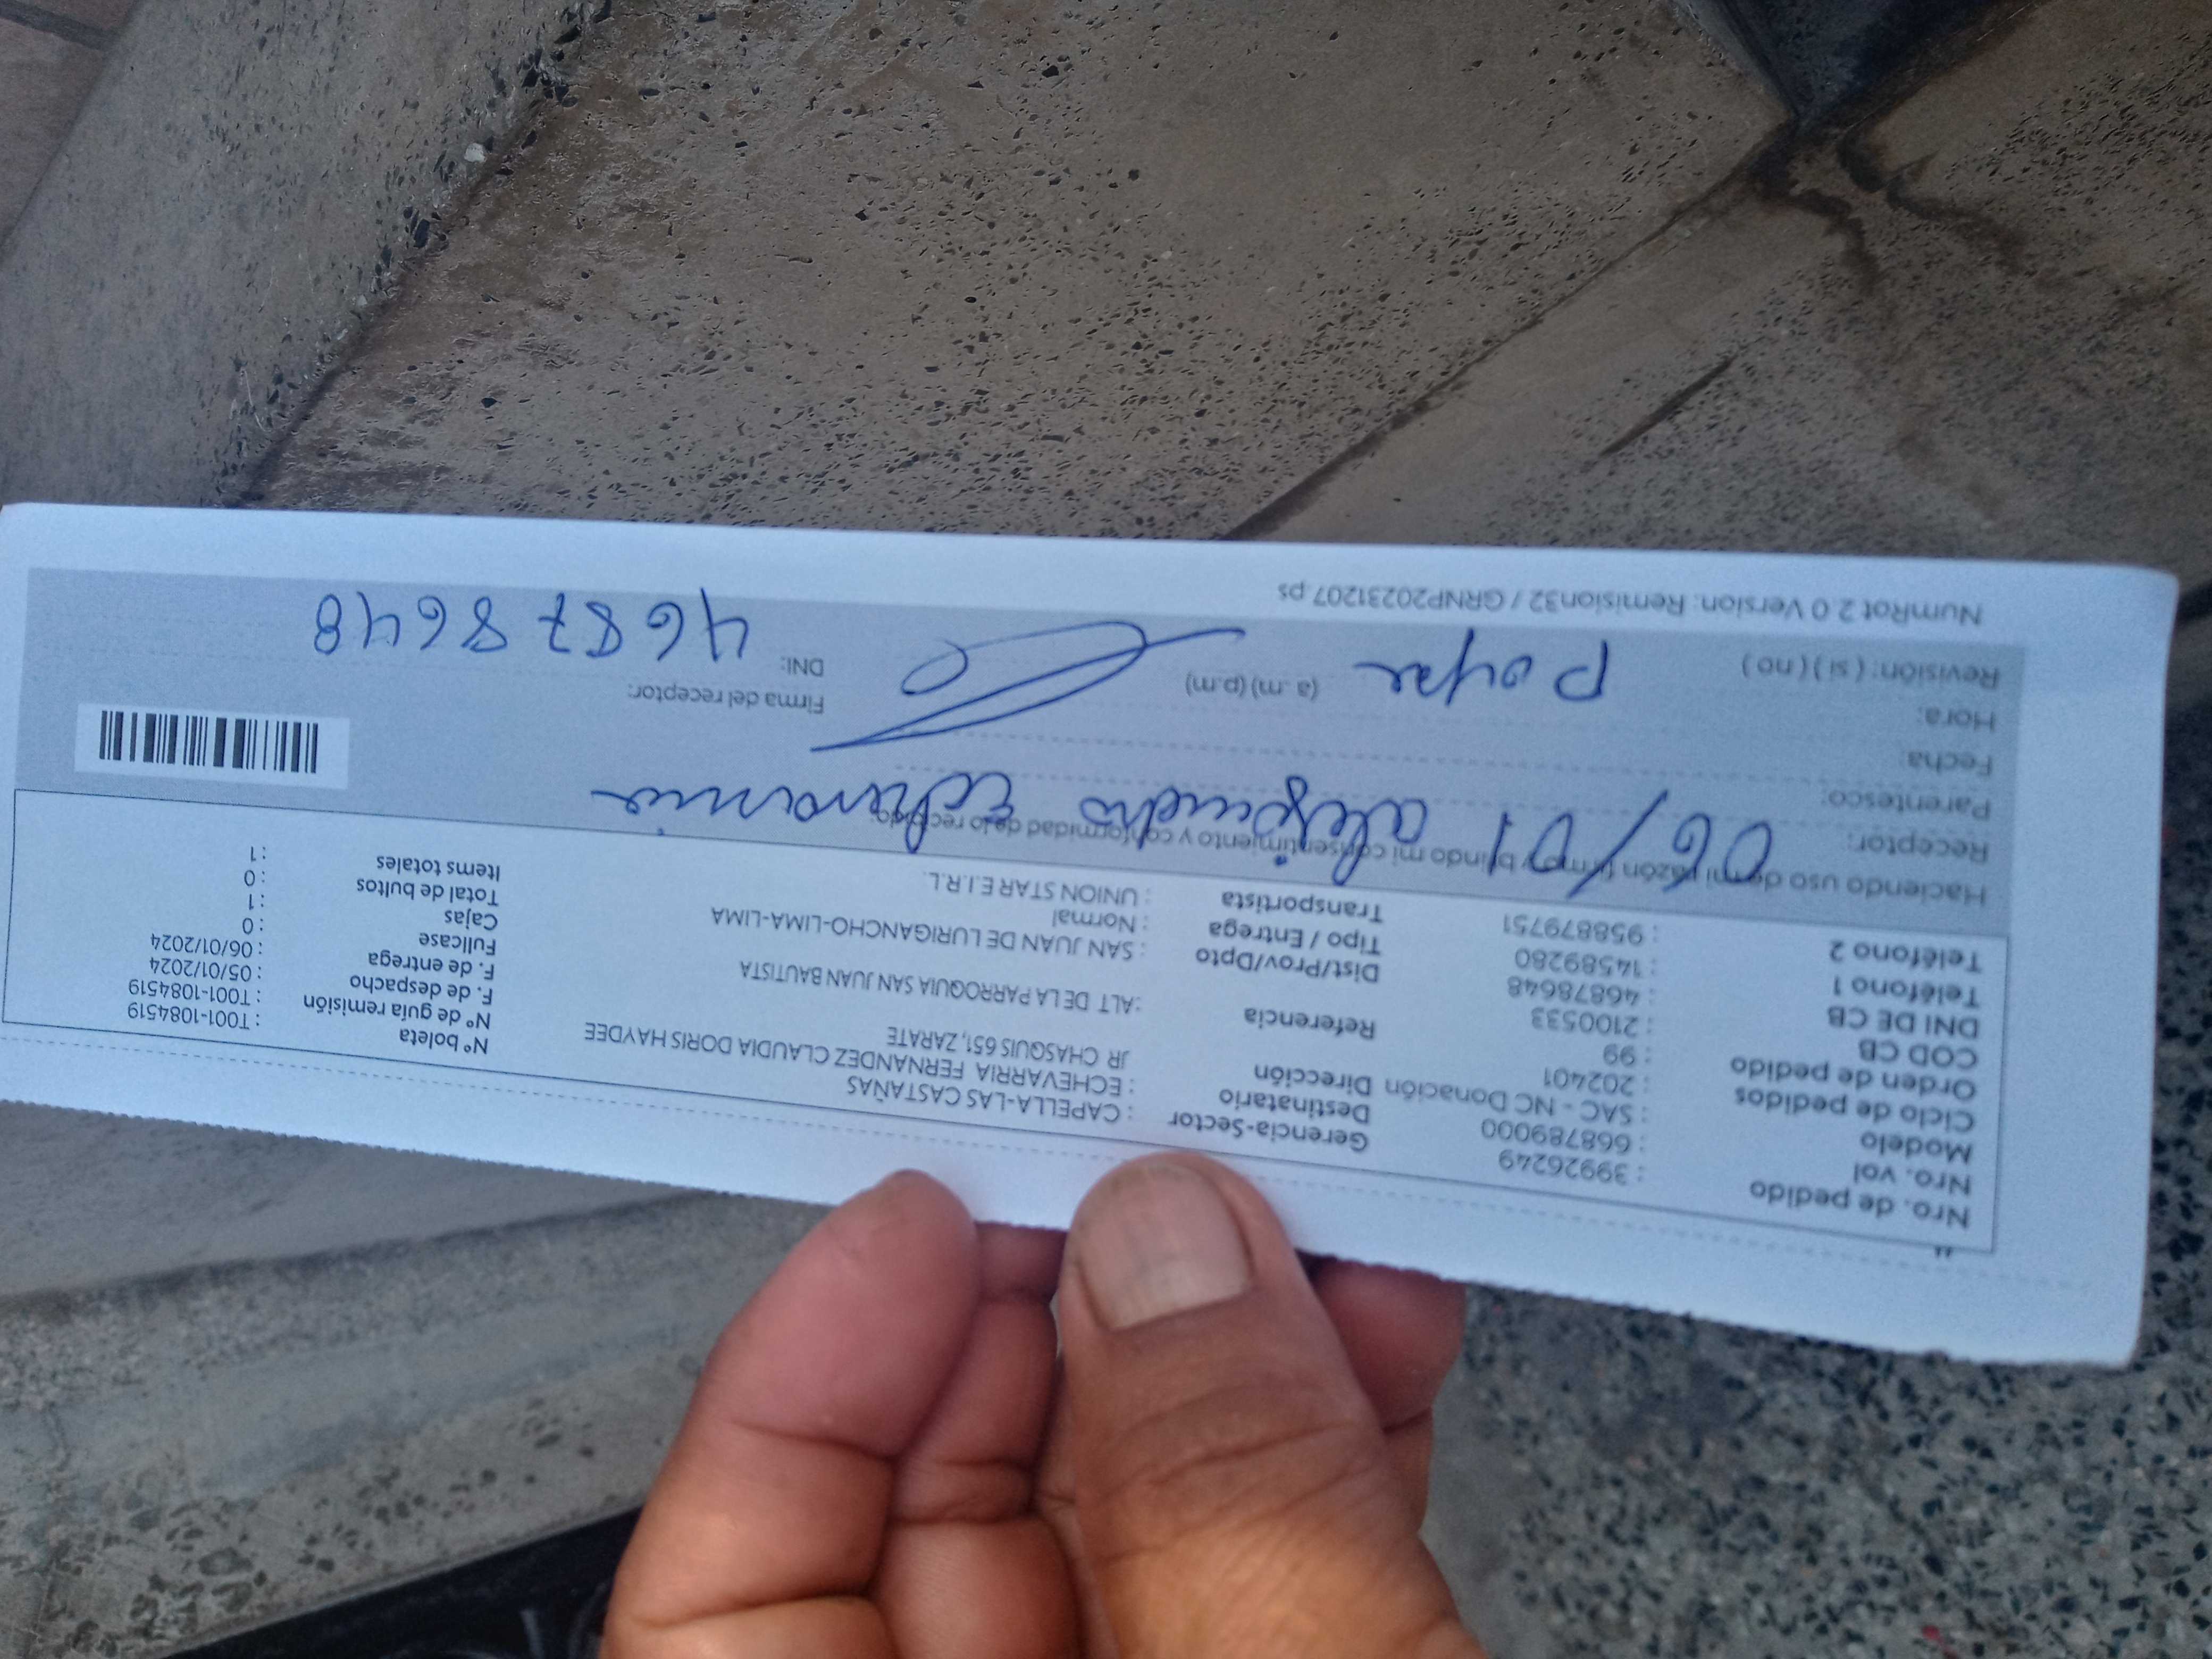 Nro. de pedido : 39926249 Gerencia-Sector : CAPELLA-LAS CASTAÑAS Nº boleta : T001-1084519
Nro. vol : 668789000 Destinatario : ECHEVARRIA FERNANDEZ CLAUDIA DORIS HAYDEE Nº de guía remisión : T001-1084519
Modelo : SAC - NC Donación Dirección JR CHASQUIS 651, ZARATE F. de despacho : 05/01/2024
Ciclo de pedidos : 202401 F. de entrega : 06/01/2024
Orden de pedido : 99 Referencia : ALT DE LA PARROQUIA SAN JUAN BAUTISTA Fullcase : 0
COD CB : 2100533 Dist/Prov/Dpto : SAN JUAN DE LURIGANCHO-LIMA-LIMA Cajas : 1
DNI DE CB : 46878648 Tipo / Entrega : Normal Total de bultos : 0
Teléfono 1 : 14589280 Transportista : UNION STAR E.I.R.L. Items totales : 1
Teléfono 2 : 958879751
Haciendo uso de mi razón firmo y brindo mi consentimiento y conformidad de lo recibido.
Receptor: 06/01 alejandro Echevarria
Parentesco:
Fecha:
Hora: (a.m) (p.m) Firma del receptor:
Revisión: ( si ) ( no ) DNI: 46878648
NumRot 2.0 Version. Remision32 / GRNP20231207.ps